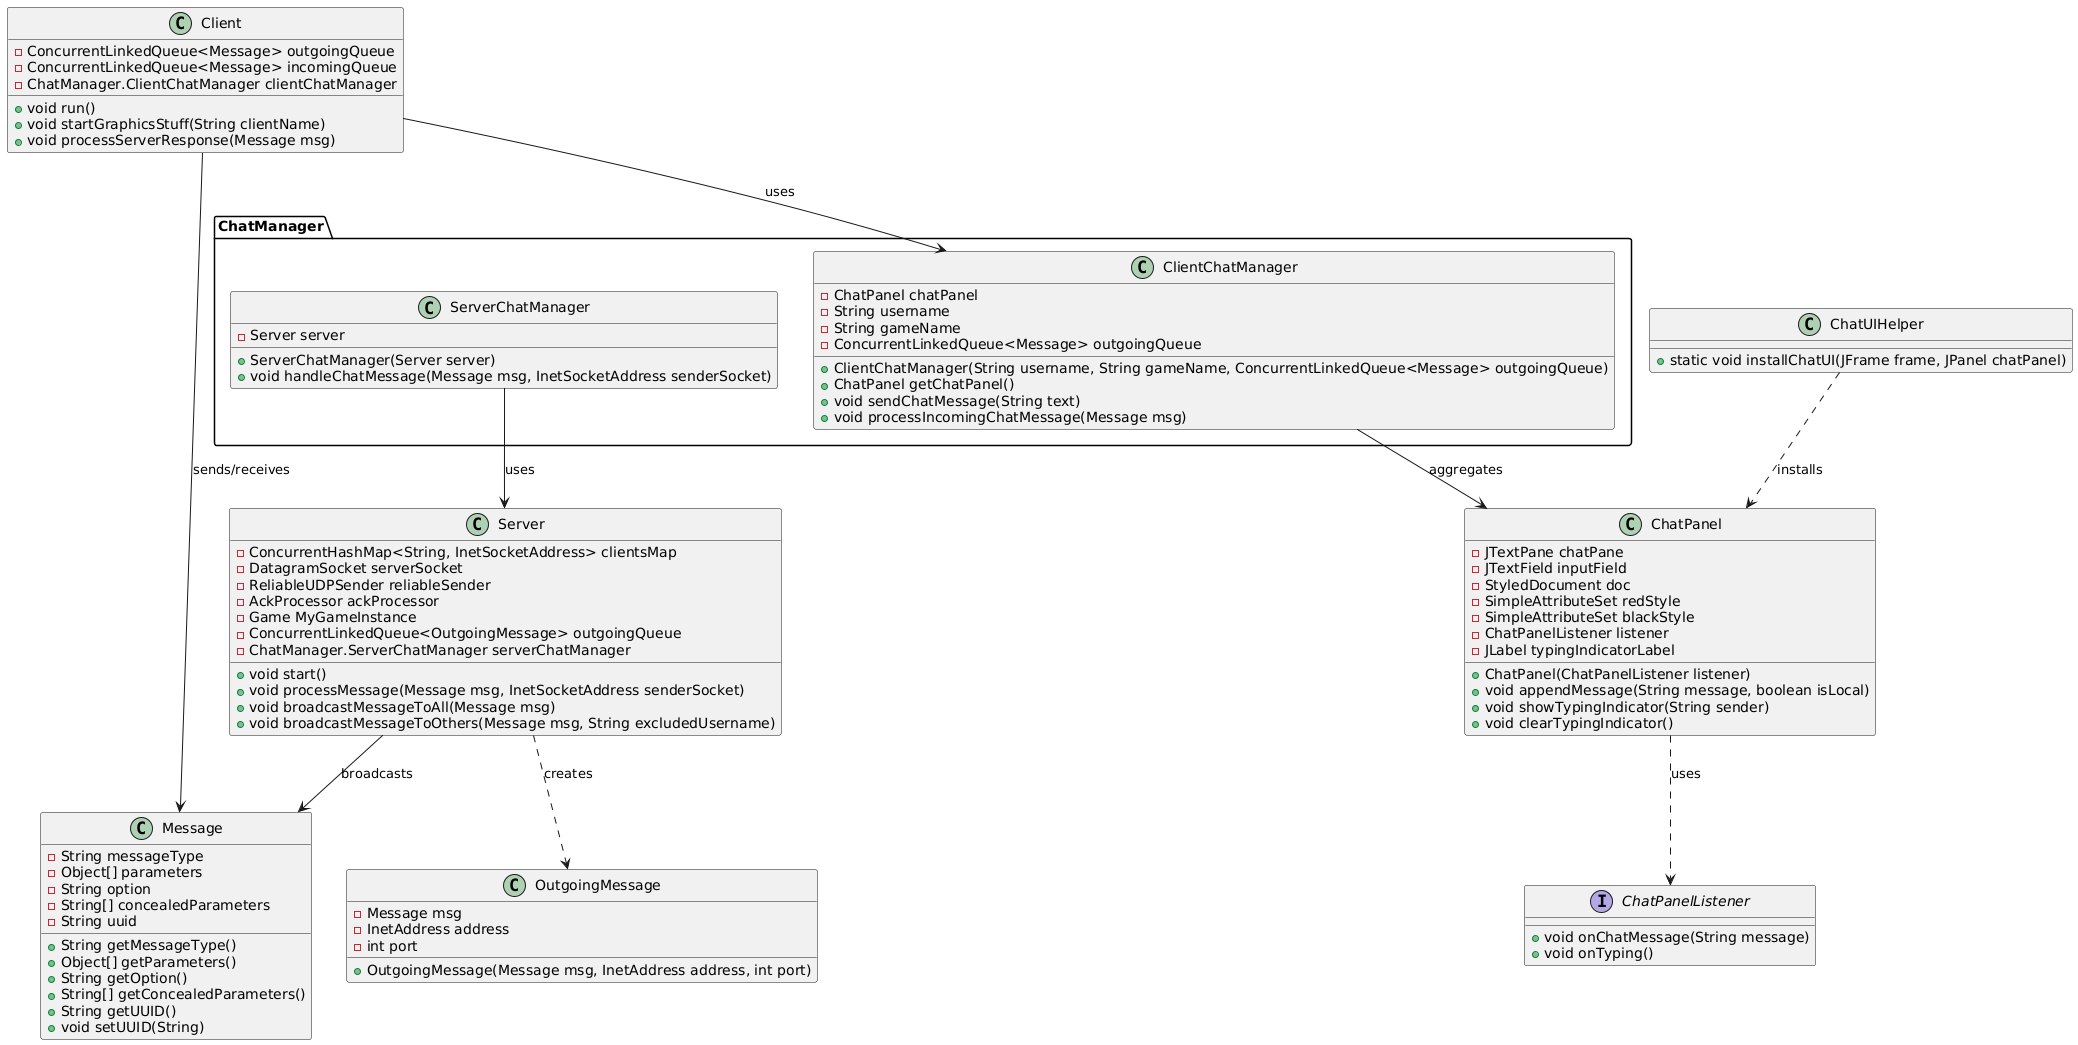 C Client
ConcurrentLinkedQueue<Message> outgoingQueue
ConcurrentLinkedQueue<Message> incomingQueue
ChatManager.ClientChatManager clientChatManager
void run()
void startGraphicsStuff(String clientName)
void processServerResponse(Message msg)
uses
ChatManager
C ClientChatManager
ChatPanel chatPanel
String username
String gameName
ConcurrentLinkedQueue<Message> outgoingQueue
ClientChatManager(String username, String gameName, ConcurrentLinkedQueue<Message> outgoingQueue)
ChatPanel getChatPanel()
void sendChatMessage(String text)
void processIncomingChatMessage(Message msg)
C ServerChatManager
Server server
ServerChatManager(Server server)
void handleChatMessage(Message msg, InetSocketAddress senderSocket)
C ChatUIHelper
static void installChatUI(JFrame frame, JPanel chatPanel)
sends/receives
uses
aggregates
installs
C Server
ConcurrentHashMap<String, InetSocketAddress> clientsMap
DatagramSocket serverSocket
ReliableUDPSender reliableSender
AckProcessor ackProcessor
Game MyGameInstance
ConcurrentLinkedQueue<OutgoingMessage> outgoingQueue
ChatManager.ServerChatManager serverChatManager
void start()
void processMessage(Message msg, InetSocketAddress senderSocket)
void broadcastMessageToAll(Message msg)
void broadcastMessageToOthers(Message msg, String excludedUsername)
C ChatPanel
JTextPane chatPane
JTextField inputField
StyledDocument doc
SimpleAttributeSet redStyle
SimpleAttributeSet blackStyle
ChatPanelListener listener
JLabel typingIndicatorLabel
ChatPanel(ChatPanelListener listener)
void appendMessage(String message, boolean isLocal)
void showTypingIndicator(String sender)
void clearTypingIndicator()
broadcasts
creates
uses
C Message
String messageType
Object[] parameters
String option
String[] concealedParameters
String uuid
String getMessageType()
Object[] getParameters()
String getOption()
String[] getConcealedParameters()
String getUUID()
void setUUID(String)
C OutgoingMessage
Message msg
InetAddress address
int port
OutgoingMessage(Message msg, InetAddress address, int port)
I ChatPanelListener
void onChatMessage(String message)
void onTyping()